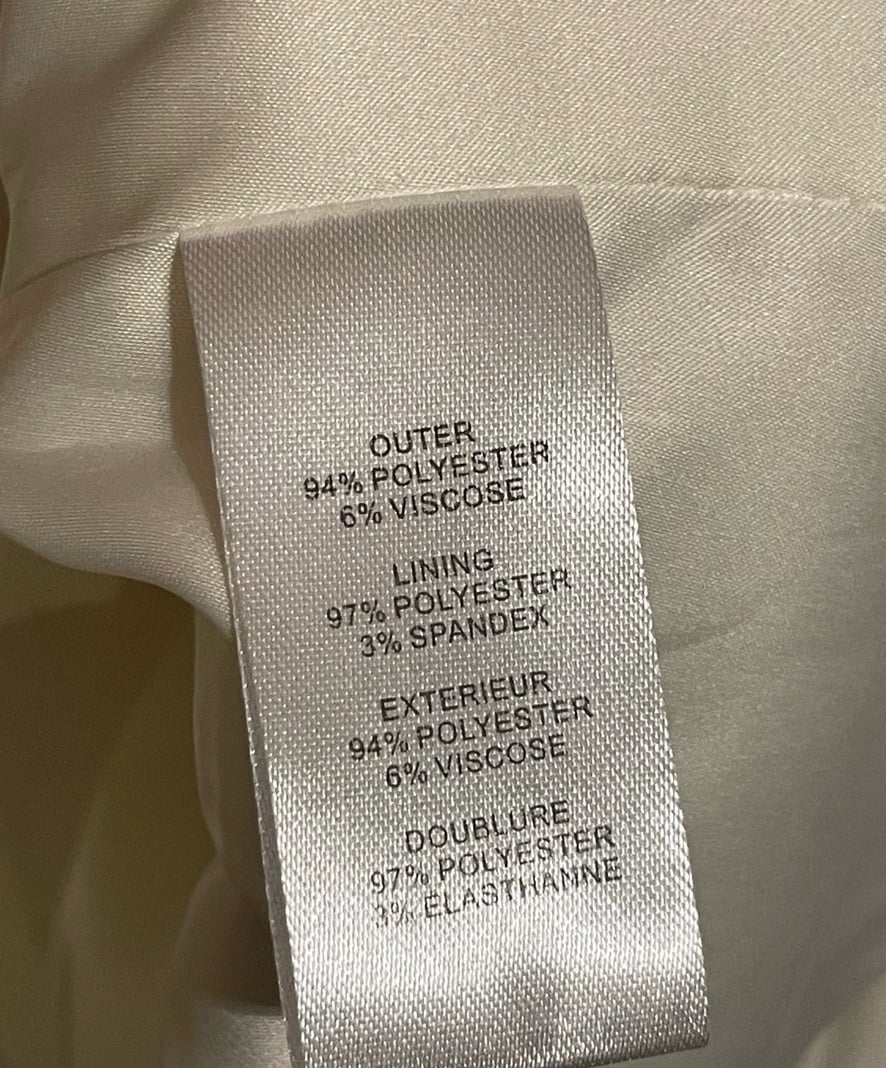 OUTER
94% POLYESTER
6% VISCOSE
LINING
97% POLYESTER
3% SPANDEX
EXTERIEUR
94% POLYESTER
6% VISCOSE
DOUBLURE
97% POLYESTER
3% ELASTHANNE